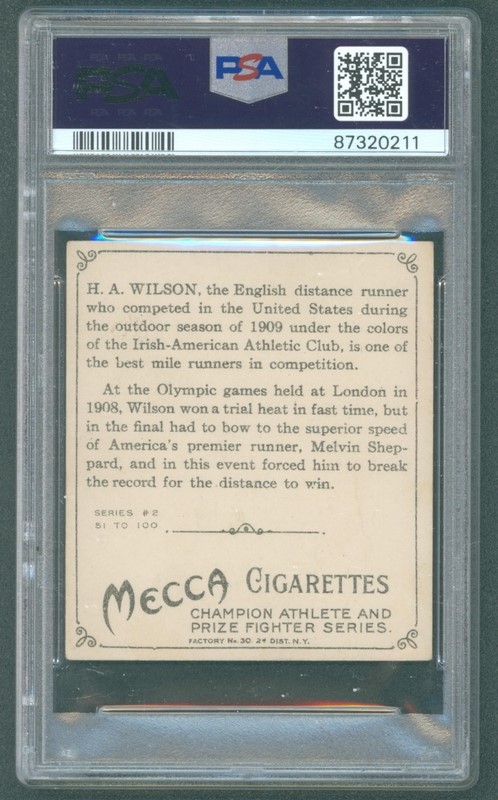 PSA
PSA
87320211
H. A. WILSON, the English distance runner
who competed in the United States during
the outdoor season of 1909 under the colors
of the Irish-American Athletic Club, is one of
the best mile runners in competition.
At the Olympic games held at London in
1908, Wilson won a trial heat in fast time, but
in the final had to bow to the superior speed
of America's premier runner, Melvin Shep-
pard, and in this event forced him to break
the record for the distance to win.
SERIES #2
51 TO 100
MECCA CIGARETTES
CHAMPION ATHLETE AND
PRIZE FIGHTER SERIES.
FACTORY No. 30. 2d DIST. N.Y.